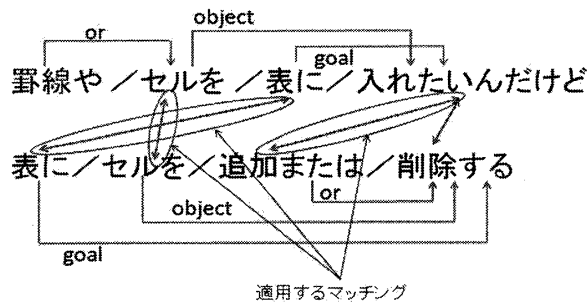 object
or
goal
罫線や／セルを／表に／入れたいんだけど
表に／セルを／追加または／削除する
or
object
goal
適用するマッチング